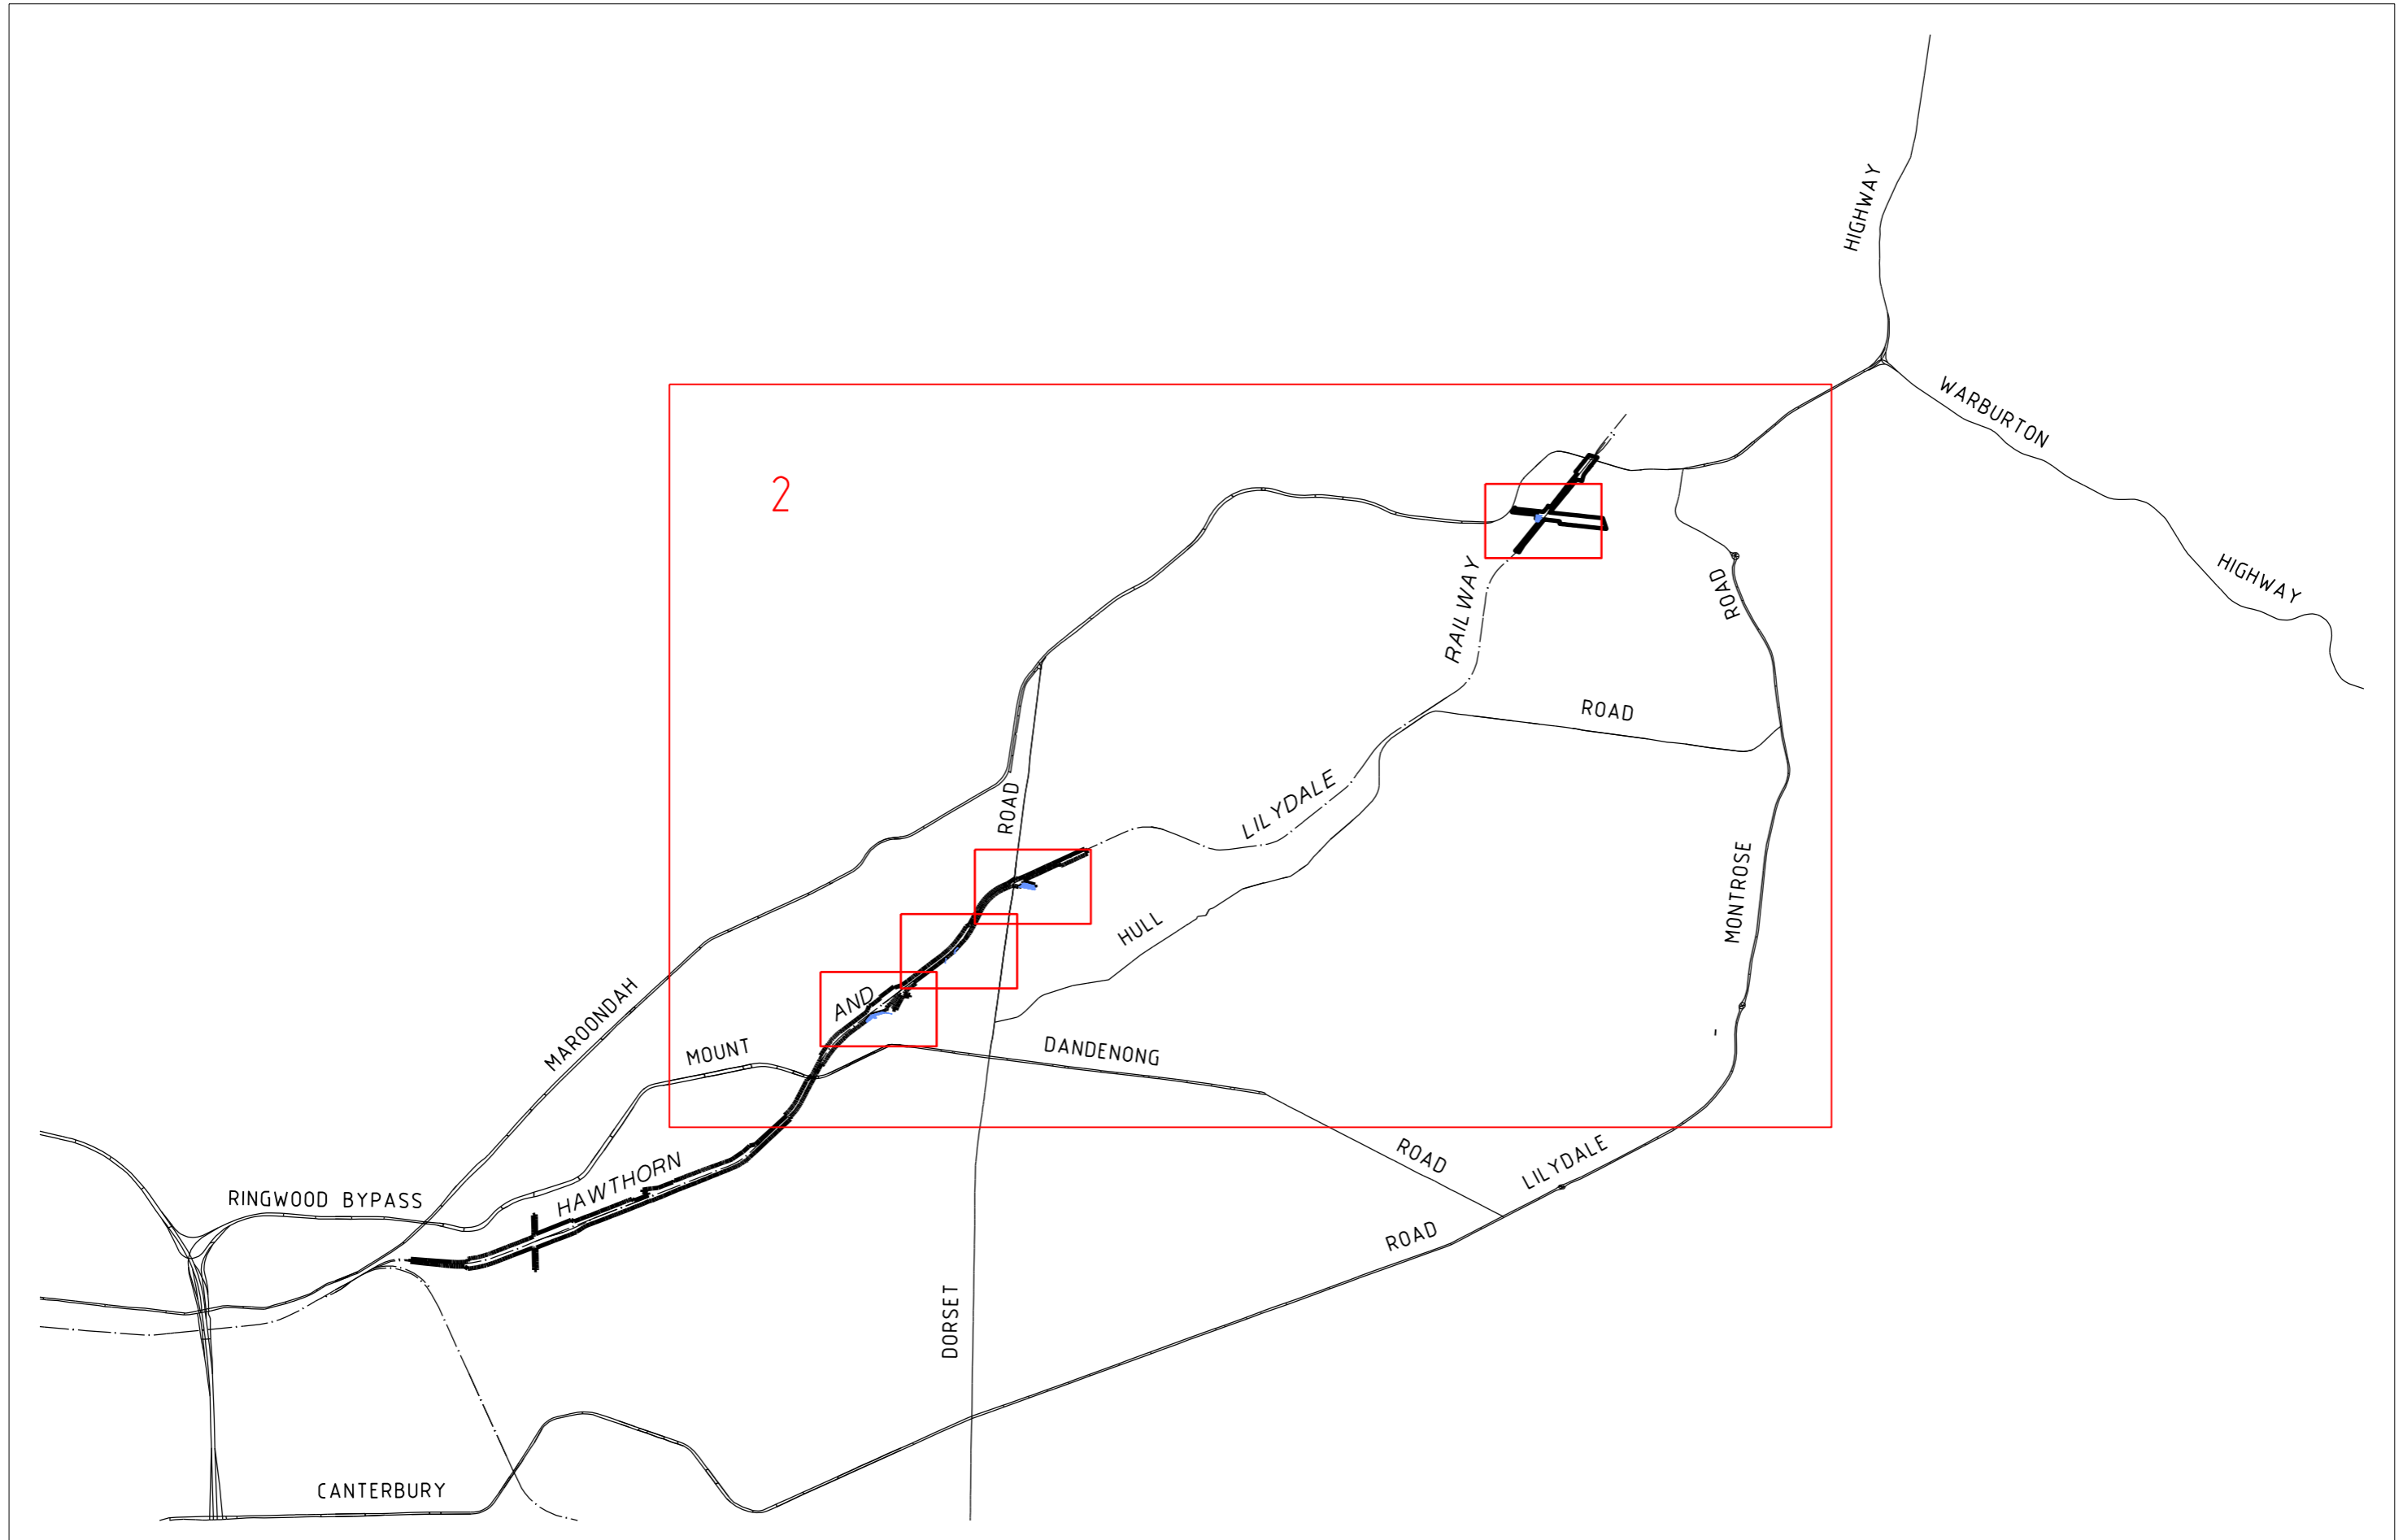 HIGHWAY
WARBURTON
HIGHWAY
2
RAILWAY
ROAD
ROAD
LILYDALE
ROAD
MONTROSE
HULL
AND
MAROONDAH
MOUNT
DANDENONG
ROAD
LILYDALE
HAWTHORN
RINGWOOD BYPASS
ROAD
DORSET
CANTERBURY